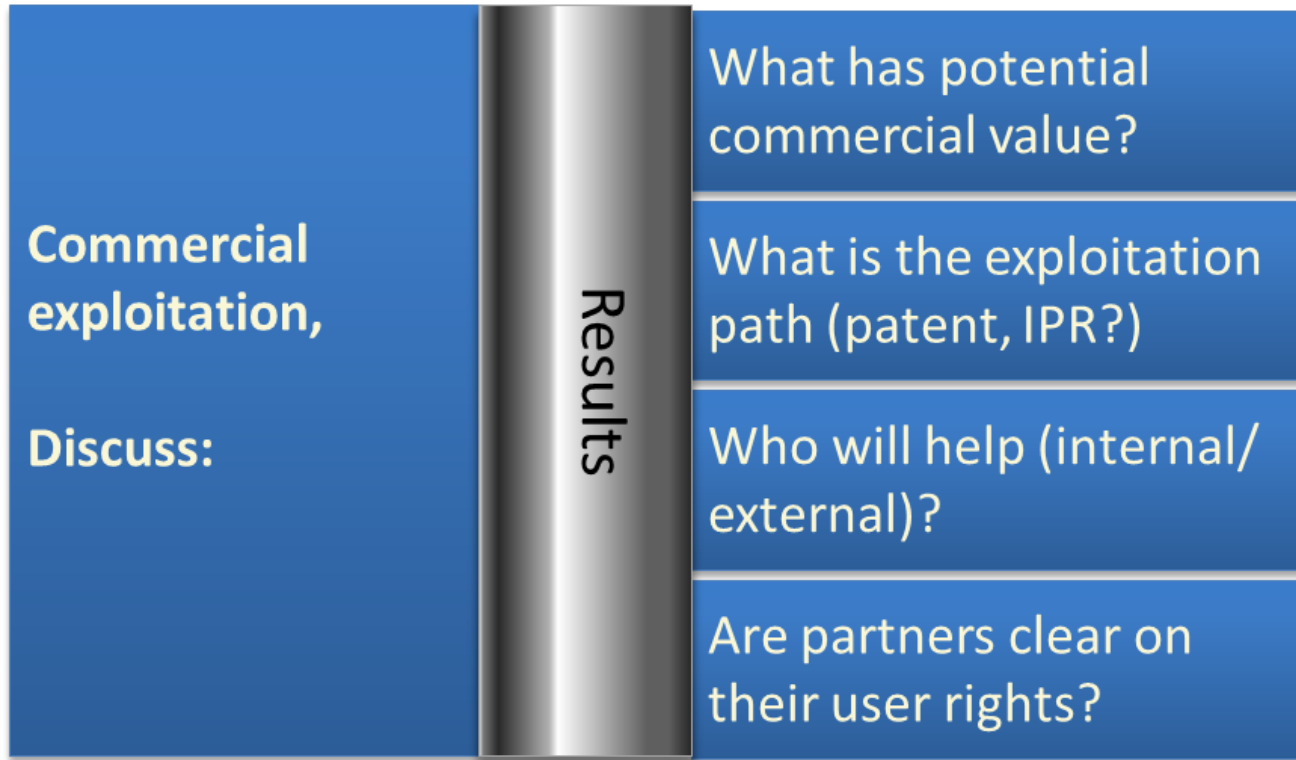 Commercial
exploitation,
Discuss:
Results
What has potential
commercial value?
What is the exploitation
path (patent, IPR?)
Who will help (internal/
external)?
Are partners clear on
their user rights?